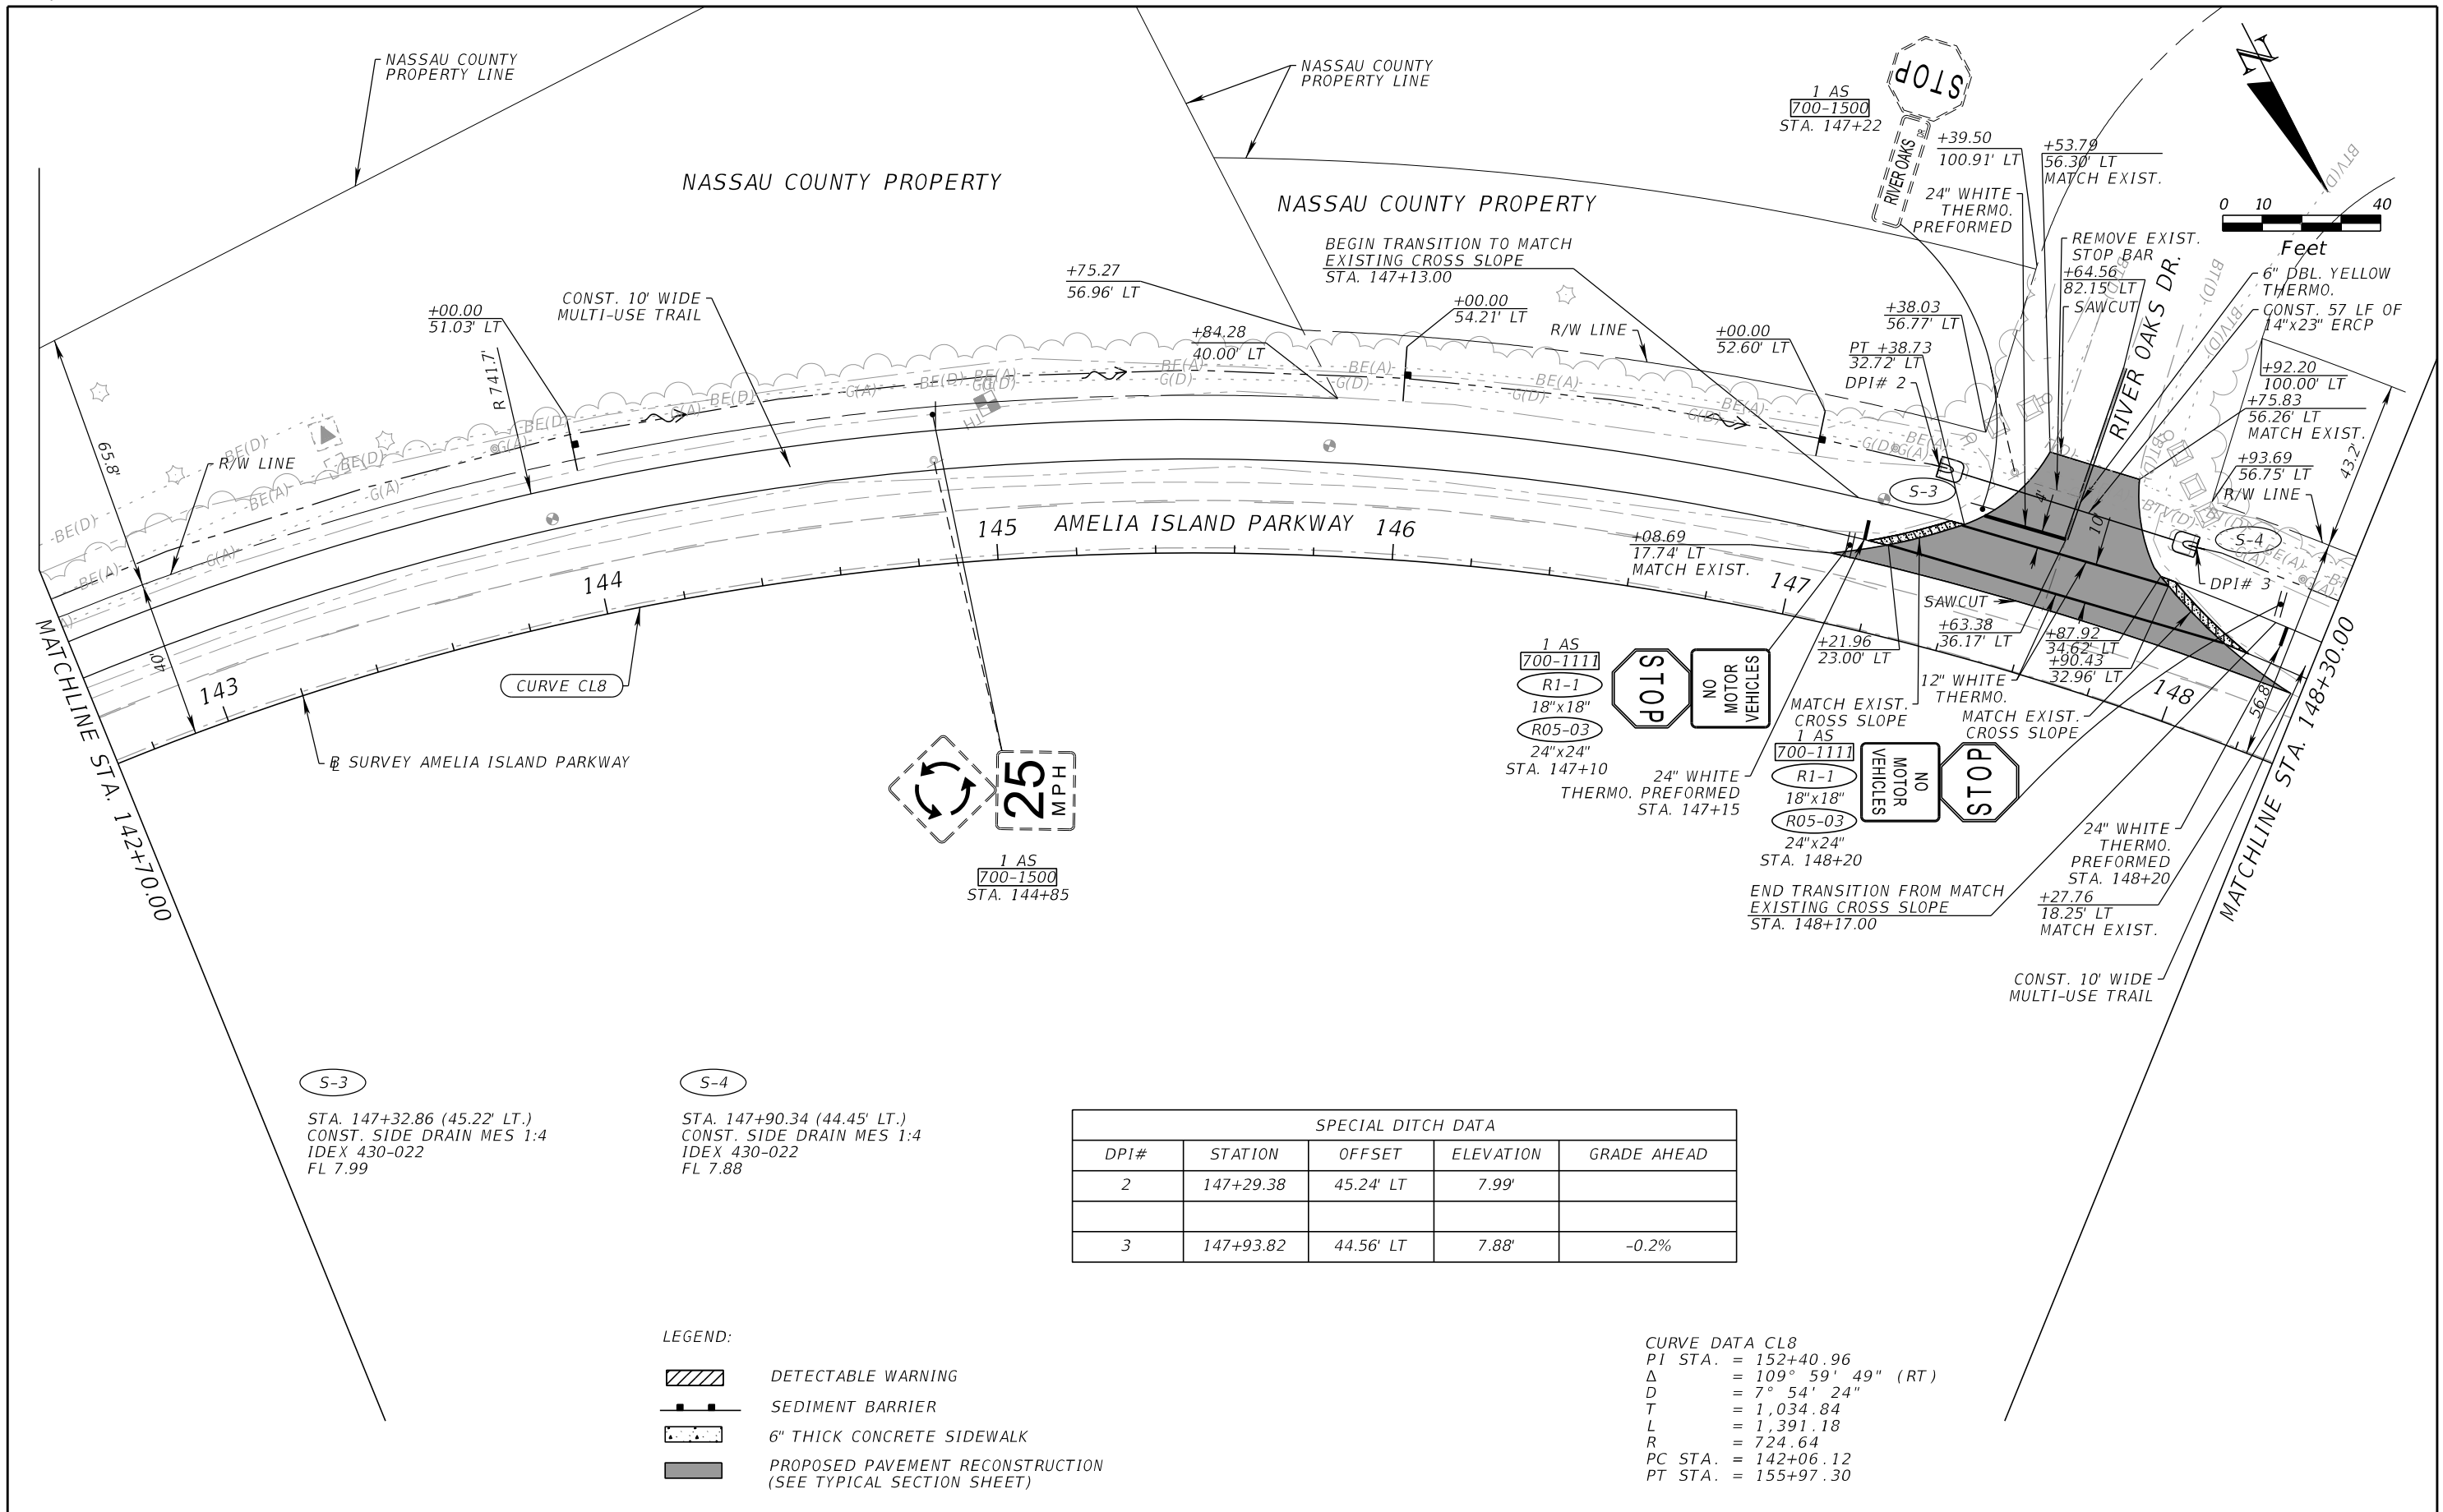 NASSAU COUNTY
PROPERTY LINE
NASSAU COUNTY
PROPERTY LINE
NASSAU COUNTY PROPERTY
NASSAU COUNTY PROPERTY
STOP
RIVER OAKS DR
1 AS
700-1500
STA. 147+22
+39.50
100.91' LT
+53.79
56.30' LT
MATCH EXIST.
24" WHITE
THERMO.
PREFORMED
N
0 10 40
Feet
REMOVE EXIST.
STOP BAR
+64.56
82.15' LT
SAWCUT
RIVER OAKS DR.
6" DBL. YELLOW
THERMO.
CONST. 57 LF OF
14"x23" ERCP
+92.20
100.00' LT
+75.83
56.26' LT
MATCH EXIST.
+93.69
56.75' LT
R/W LINE
43.2'
BEGIN TRANSITION TO MATCH
EXISTING CROSS SLOPE
STA. 147+13.00
+75.27
56.96' LT
+00.00
54.21' LT
R/W LINE
+00.00
52.60' LT
+38.03
56.77' LT
PT +38.73
32.72' LT
DPI# 2
+84.28
40.00' LT
CONST. 10' WIDE
MULTI-USE TRAIL
+00.00
51.03' LT
R 741.7'
65.8'
R/W LINE
40'
BE(D)
BE(A)
G(A)
G(D)
BTV(D)
BT(D)
HT
S-3
S-4
4'
10'
DPI# 3
143
144
145
AMELIA ISLAND PARKWAY
146
147
148
+08.69
17.74' LT
MATCH EXIST.
SAWCUT
+21.96
23.00' LT
+63.38
36.17' LT
+87.92
34.62' LT
+90.43
32.96' LT
12" WHITE
THERMO.
56.8'
MATCHLINE STA. 142+70.00
MATCHLINE STA. 148+30.00
CURVE CL8
BL SURVEY AMELIA ISLAND PARKWAY
25
MPH
1 AS
700-1500
STA. 144+85
1 AS
700-1111
R1-1
18"x18"
R05-03
24"x24"
STA. 147+10
STOP
NO
MOTOR
VEHICLES
24" WHITE
THERMO. PREFORMED
STA. 147+15
MATCH EXIST.
CROSS SLOPE
1 AS
700-1111
R1-1
18"x18"
R05-03
24"x24"
STA. 148+20
NO
MOTOR
VEHICLES
STOP
MATCH EXIST.
CROSS SLOPE
24" WHITE
THERMO.
PREFORMED
STA. 148+20
END TRANSITION FROM MATCH
EXISTING CROSS SLOPE
STA. 148+17.00
+27.76
18.25' LT
MATCH EXIST.
CONST. 10' WIDE
MULTI-USE TRAIL
S-3
STA. 147+32.86 (45.22' LT.)
CONST. SIDE DRAIN MES 1:4
IDEX 430-022
FL 7.99
S-4
STA. 147+90.34 (44.45' LT.)
CONST. SIDE DRAIN MES 1:4
IDEX 430-022
FL 7.88
SPECIAL DITCH DATA
DPI# STATION OFFSET ELEVATION GRADE AHEAD
2 147+29.38 45.24' LT 7.99'
3 147+93.82 44.56' LT 7.88' -0.2%
LEGEND:
DETECTABLE WARNING
SEDIMENT BARRIER
6" THICK CONCRETE SIDEWALK
PROPOSED PAVEMENT RECONSTRUCTION
(SEE TYPICAL SECTION SHEET)
CURVE DATA CL8
PI STA. = 152+40.96
Δ = 109° 59' 49" (RT)
D = 7° 54' 24"
T = 1,034.84
L = 1,391.18
R = 724.64
PC STA. = 142+06.12
PT STA. = 155+97.30